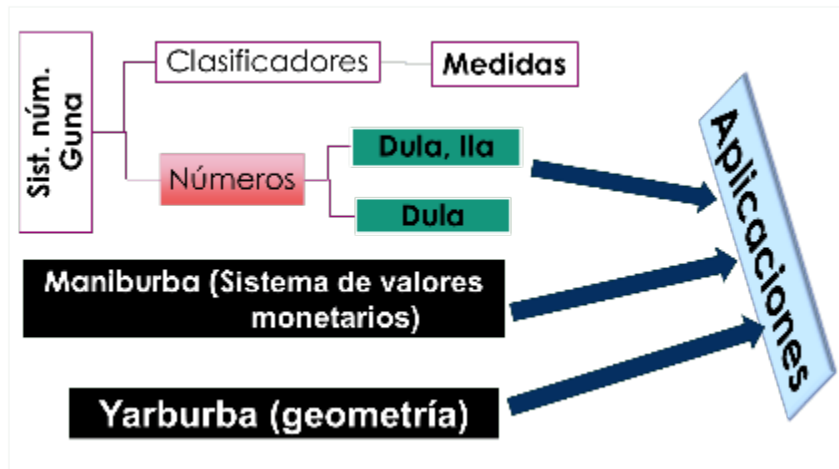 Sist. núm.
Guna
Clasificadores
Medidas
Números
Dula, Ila
Dula
Maniburba (Sistema de valores
monetarios)
Yarburba (geometría)
Aplicaciones